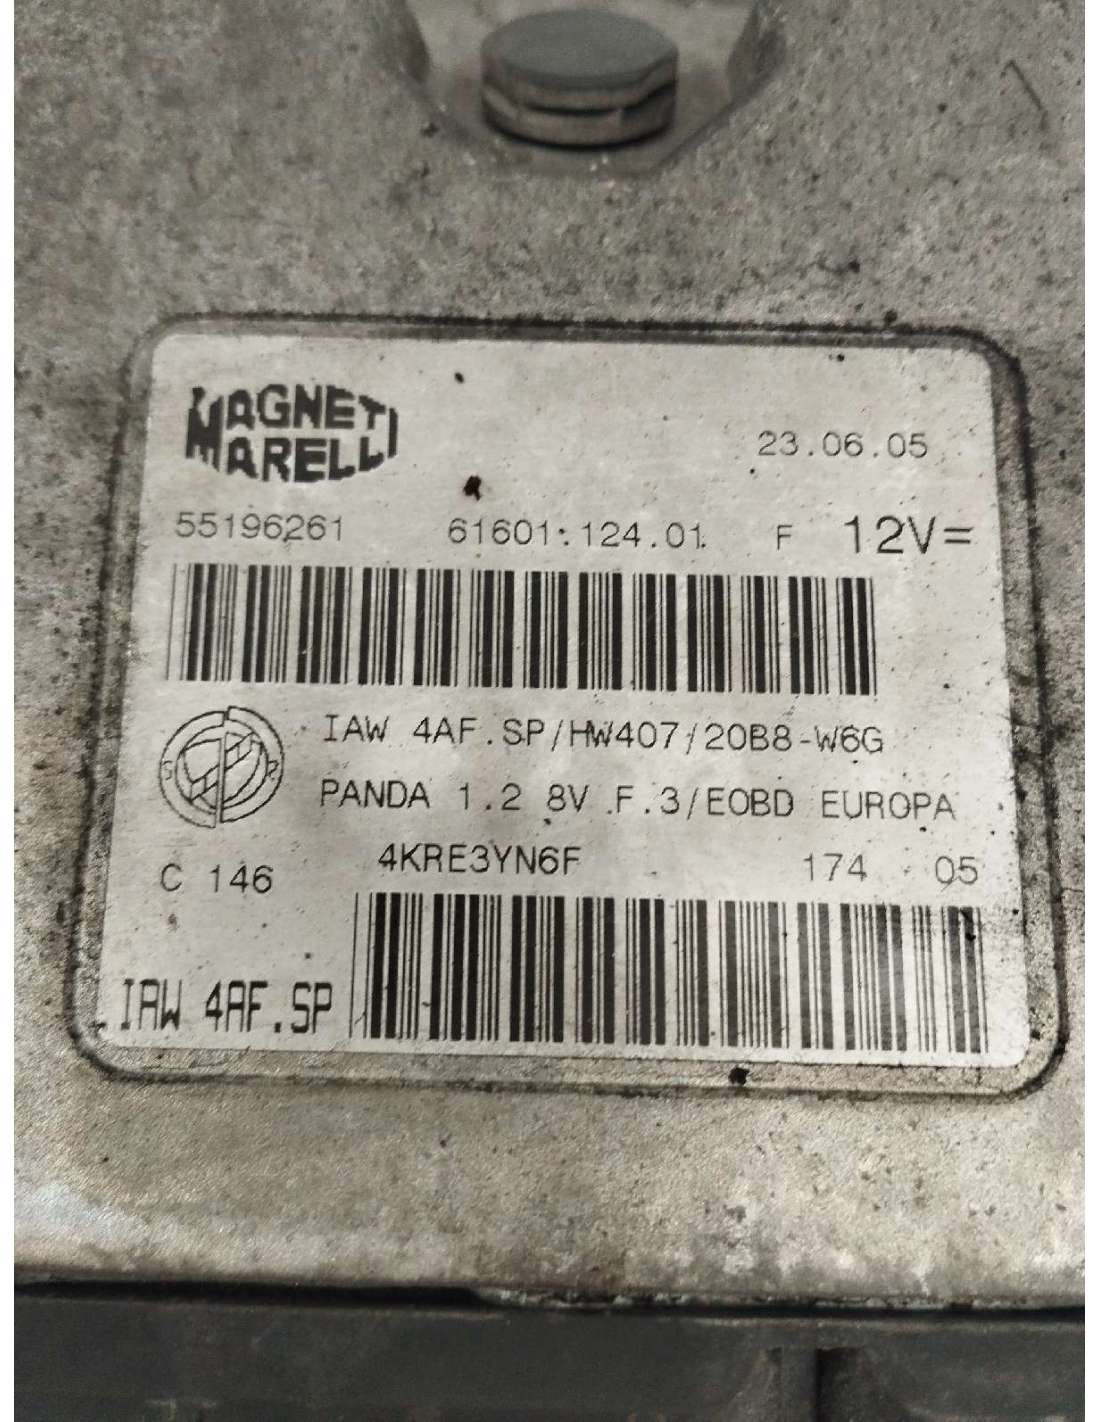 MAGNETI
MARELLI
23.06.05
55196261 61601.124.01. F 12V=
IAW 4AF.SP/HW407/20B8-W6G
PANDA 1.2 8V F.3/EOBD EUROPA
C 146 4KRE3YN6F 174 05
IAW 4AF.SP